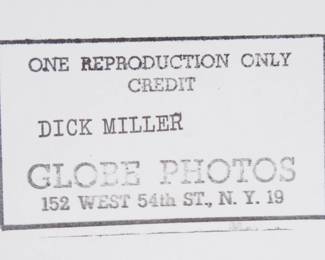 ONE REPRODUCTION ONLY
CREDIT
DICK MILLER
GLOBE PHOTOS
152 WEST 54th ST., N. Y. 19